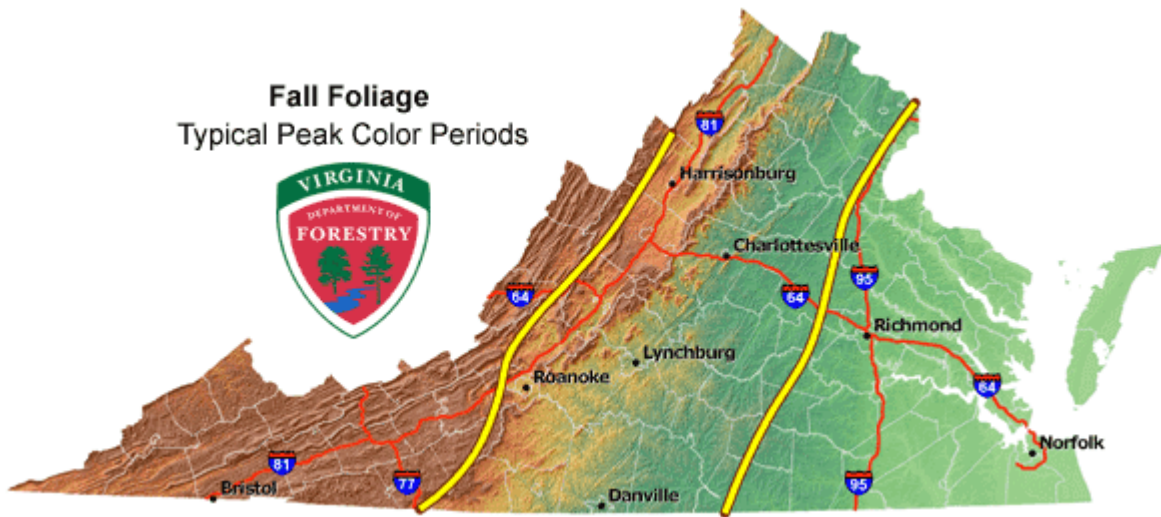 Fall Foliage
Typical Peak Color Periods
VIRGINIA
DEPARTMENT OF
FORESTRY
81
Harrisonburg
Charlottesville
95
64
64
Richmond
Lynchburg
Roanoke
64
Norfolk
81
77
95
Bristol
Danville